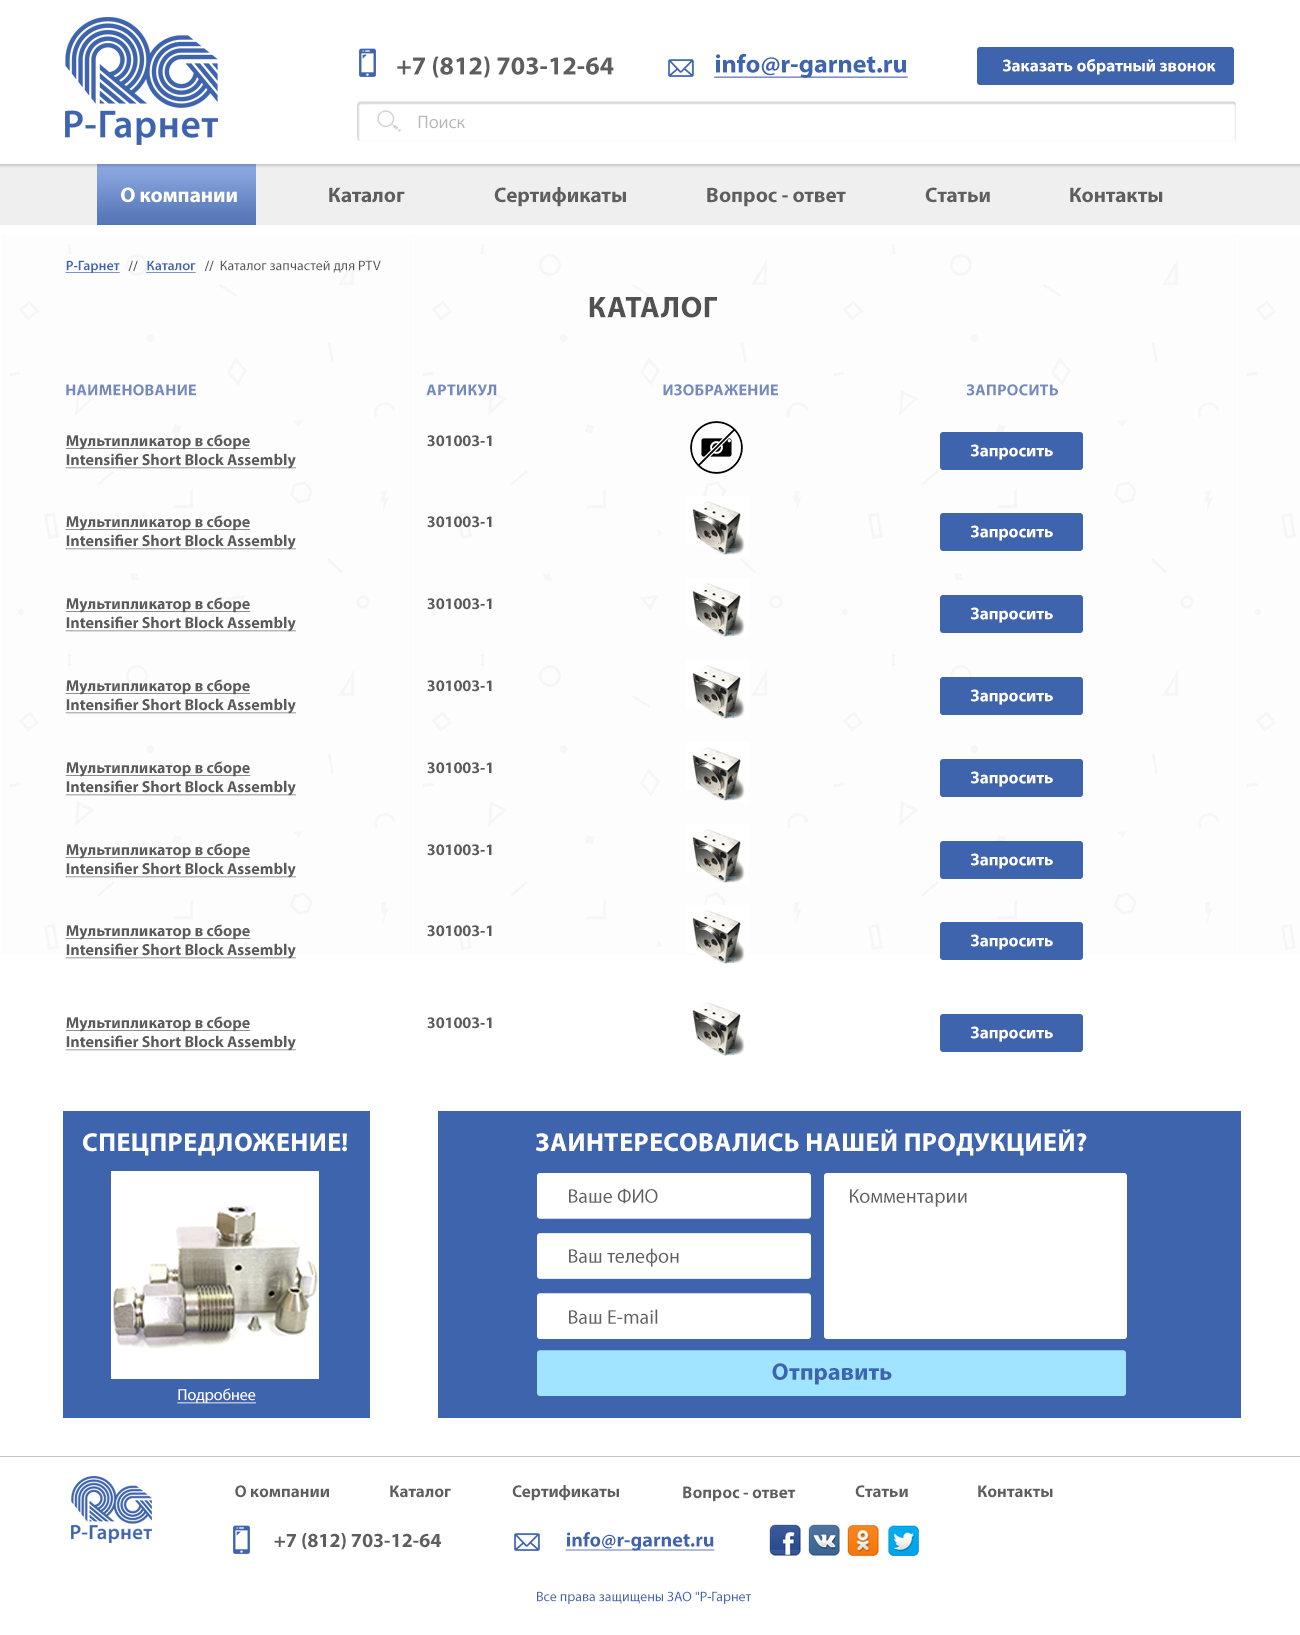 Р-Гарнет
+7 (812) 703-12-64
info@r-garnet.ru
Заказать обратный звонок
Поиск
О компании
Каталог
Сертификаты
Вопрос - ответ
Статьи
Контакты
Р-Гарнет // Каталог // Каталог запчастей для PTV
КАТАЛОГ
НАИМЕНОВАНИЕ
АРТИКУЛ
ИЗОБРАЖЕНИЕ
ЗАПРОСИТЬ
Мультипликатор в сборе
Intensifier Short Block Assembly
301003-1
Запросить
Мультипликатор в сборе
Intensifier Short Block Assembly
301003-1
Запросить
Мультипликатор в сборе
Intensifier Short Block Assembly
301003-1
Запросить
Мультипликатор в сборе
Intensifier Short Block Assembly
301003-1
Запросить
Мультипликатор в сборе
Intensifier Short Block Assembly
301003-1
Запросить
Мультипликатор в сборе
Intensifier Short Block Assembly
301003-1
Запросить
Мультипликатор в сборе
Intensifier Short Block Assembly
301003-1
Запросить
Мультипликатор в сборе
Intensifier Short Block Assembly
301003-1
Запросить
СПЕЦПРЕДЛОЖЕНИЕ!
Подробнее
ЗАИНТЕРЕСОВАЛИСЬ НАШЕЙ ПРОДУКЦИЕЙ?
Ваше ФИО
Ваш телефон
Ваш E-mail
Комментарии
Отправить
Р-Гарнет
О компании
Каталог
Сертификаты
Вопрос - ответ
Статьи
Контакты
+7 (812) 703-12-64
info@r-garnet.ru
Все права защищены ЗАО "Р-Гарнет